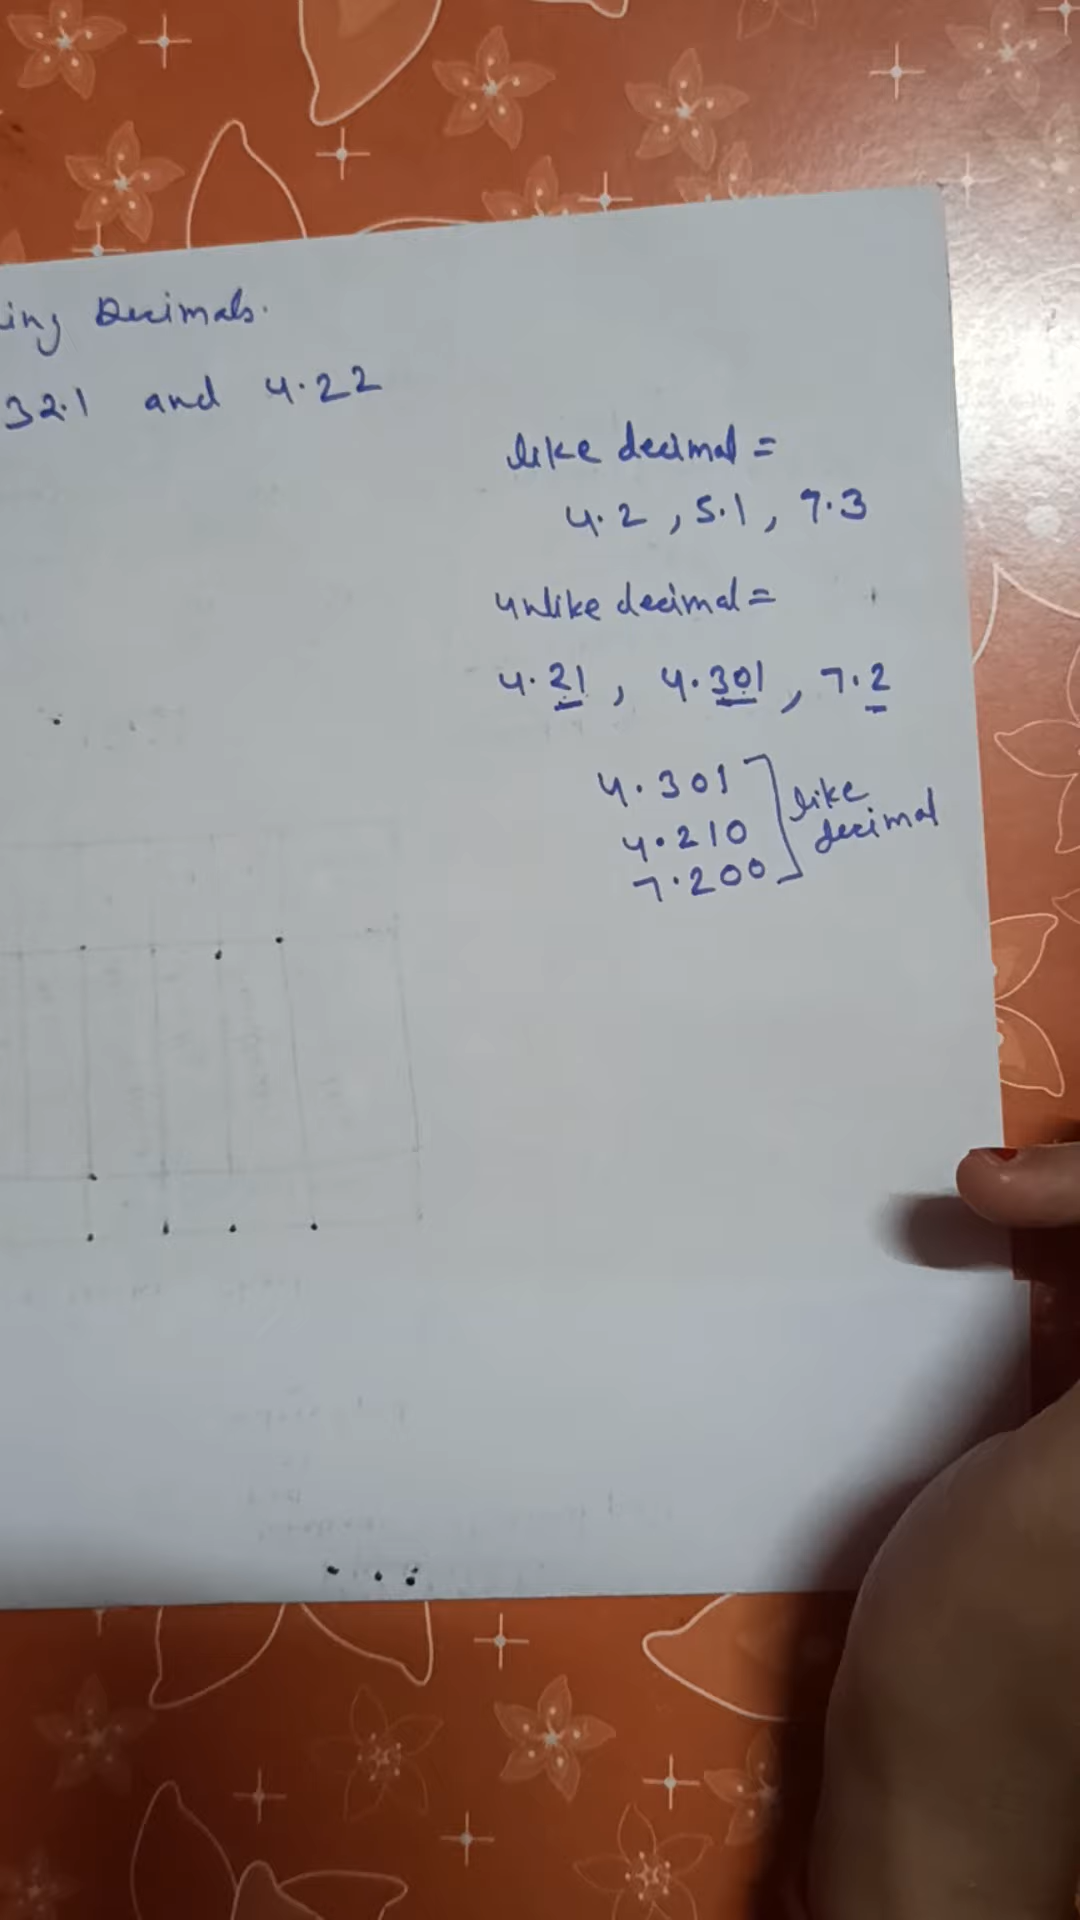 ing Decimals.
32.1 and 4.22
like decimal =
4.2 , 5.1 , 7.3
unlike decimal =
4.21 , 4.301 , 7.2
4.301
4.210
7.200
like
decimal